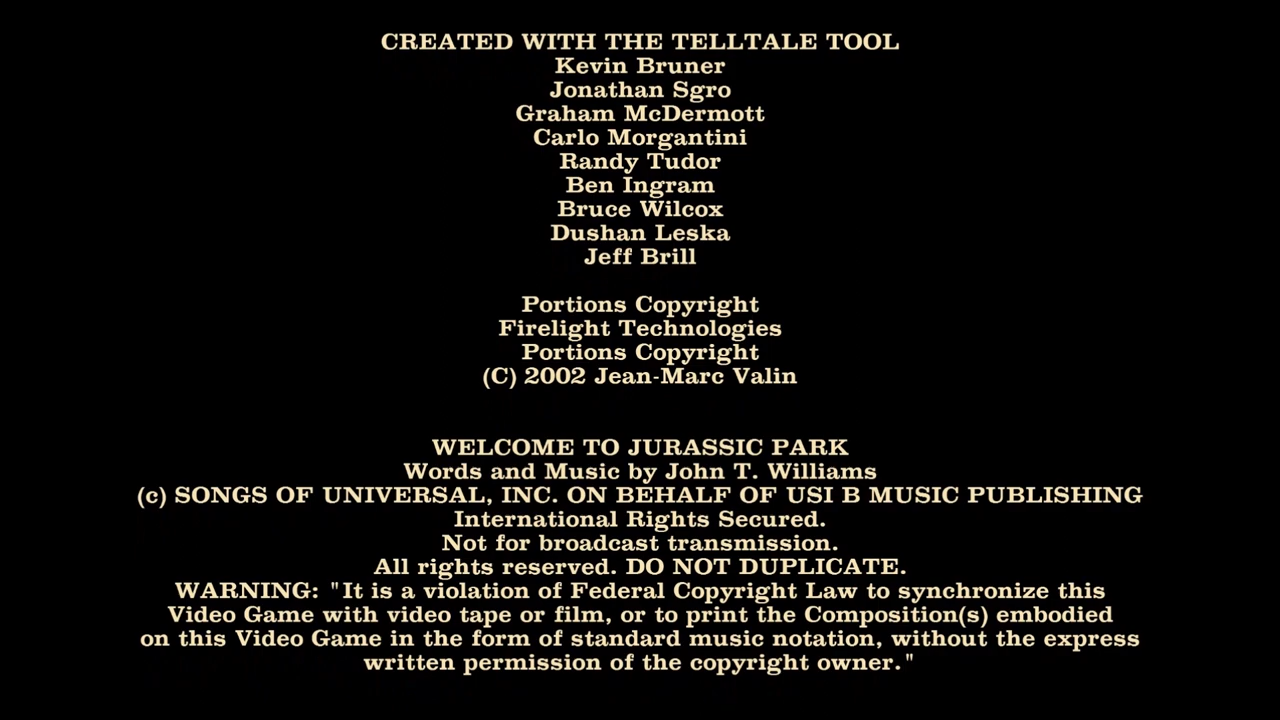 CREATED WITH THE TELLTALE TOOL
Kevin Bruner
Jonathan Sgro
Graham McDermott
Carlo Morgantini
Randy Tudor
Ben Ingram
Bruce Wilcox
Dushan Leska
Jeff Brill
Portions Copyright
Firelight Technologies
Portions Copyright
(C) 2002 Jean-Marc Valin
WELCOME TO JURASSIC PARK
Words and Music by John T. Williams
(c) SONGS OF UNIVERSAL, INC. ON BEHALF OF USI B MUSIC PUBLISHING
International Rights Secured.
Not for broadcast transmission.
All rights reserved. DO NOT DUPLICATE.
WARNING: "It is a violation of Federal Copyright Law to synchronize this
Video Game with video tape or film, or to print the Composition(s) embodied
on this Video Game in the form of standard music notation, without the express
written permission of the copyright owner."